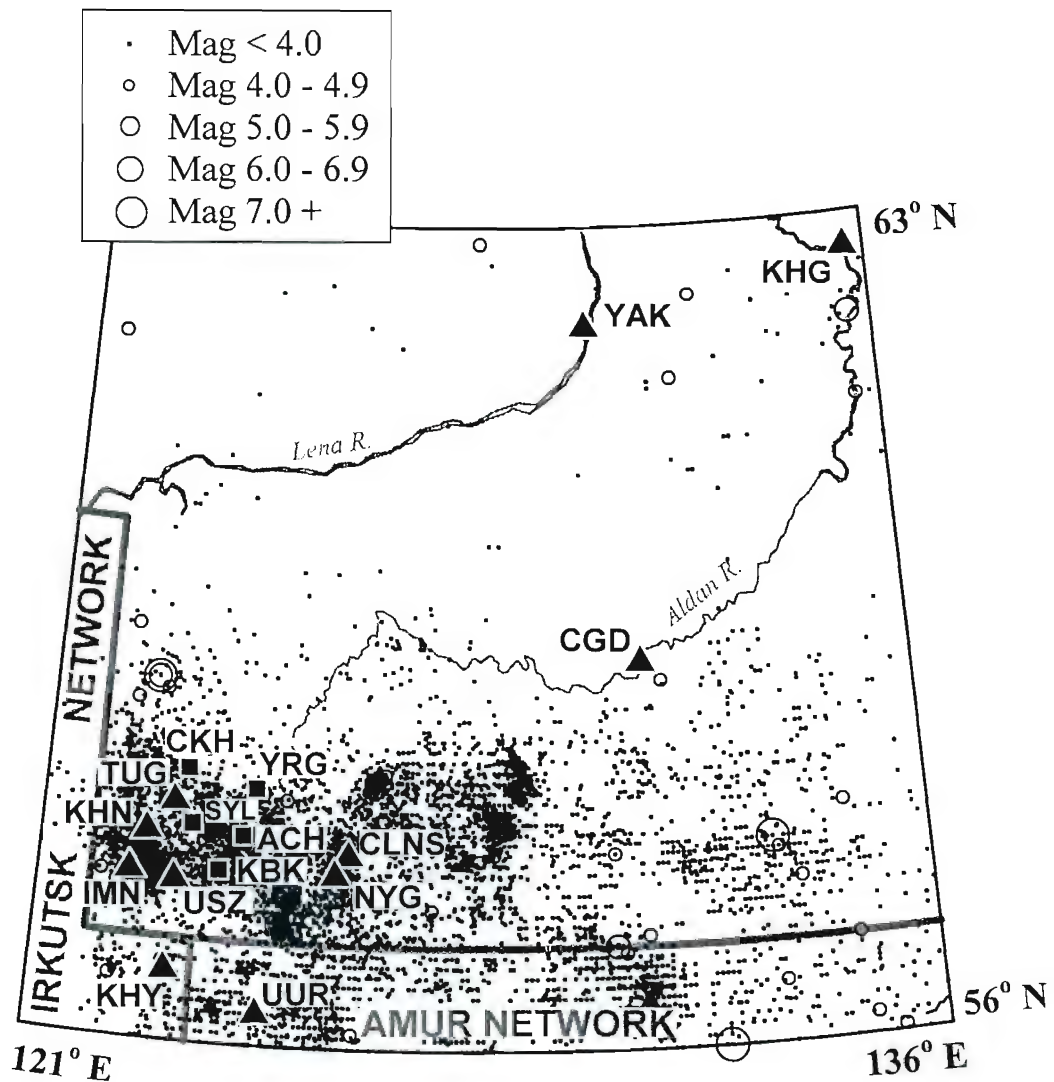 Mag < 4.0
Mag 4.0 - 4.9
Mag 5.0 - 5.9
Mag 6.0 - 6.9
Mag 7.0 +
63° N
KHG
YAK
Lena R.
NETWORK
Aldan R.
CGD
CKH
YRG
TUG
KHN
SYL
ACH
CLNS
IMN
KBK
USZ
NYG
IRKUTSK
KHY
UUR
AMUR NETWORK
56° N
121° E
136° E